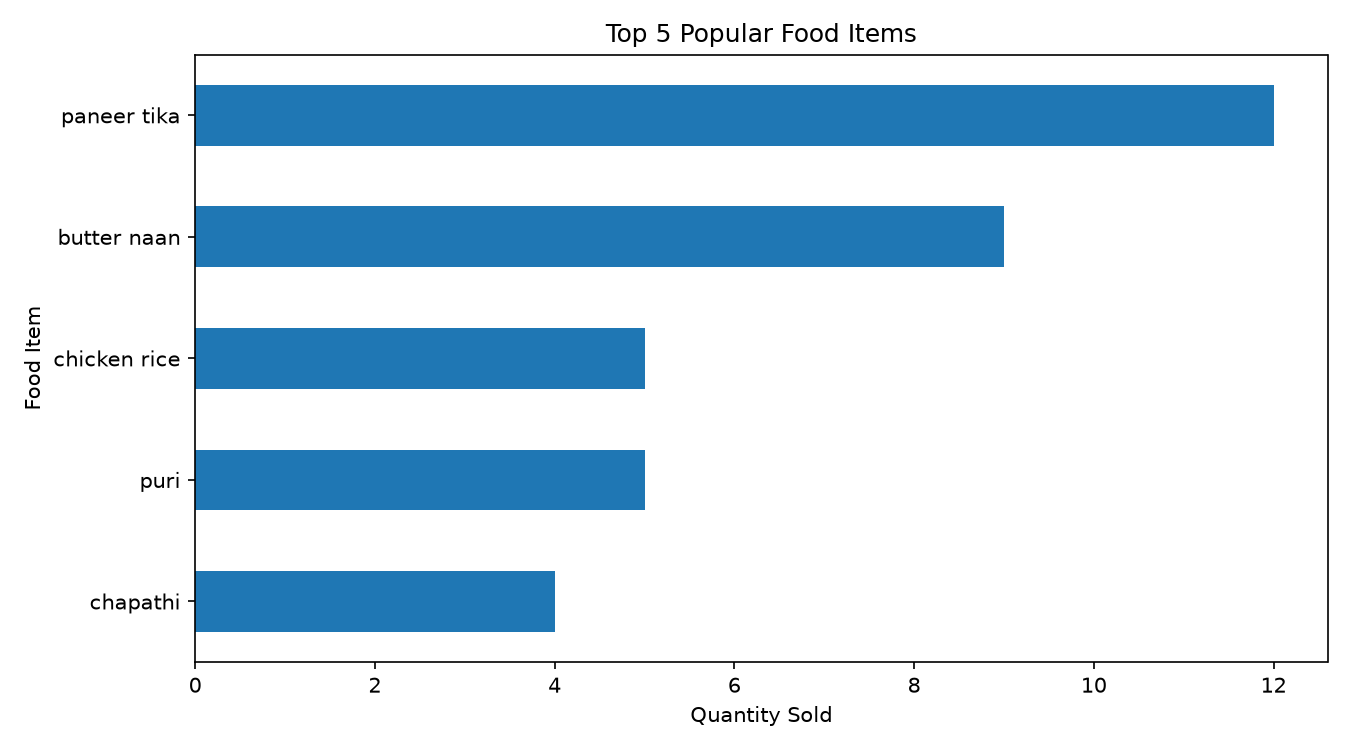 Top 5 Popular Food Items
paneer tika
butter naan
chicken rice
puri
chapathi
Food Item
0 2 4 6 8 10 12
Quantity Sold